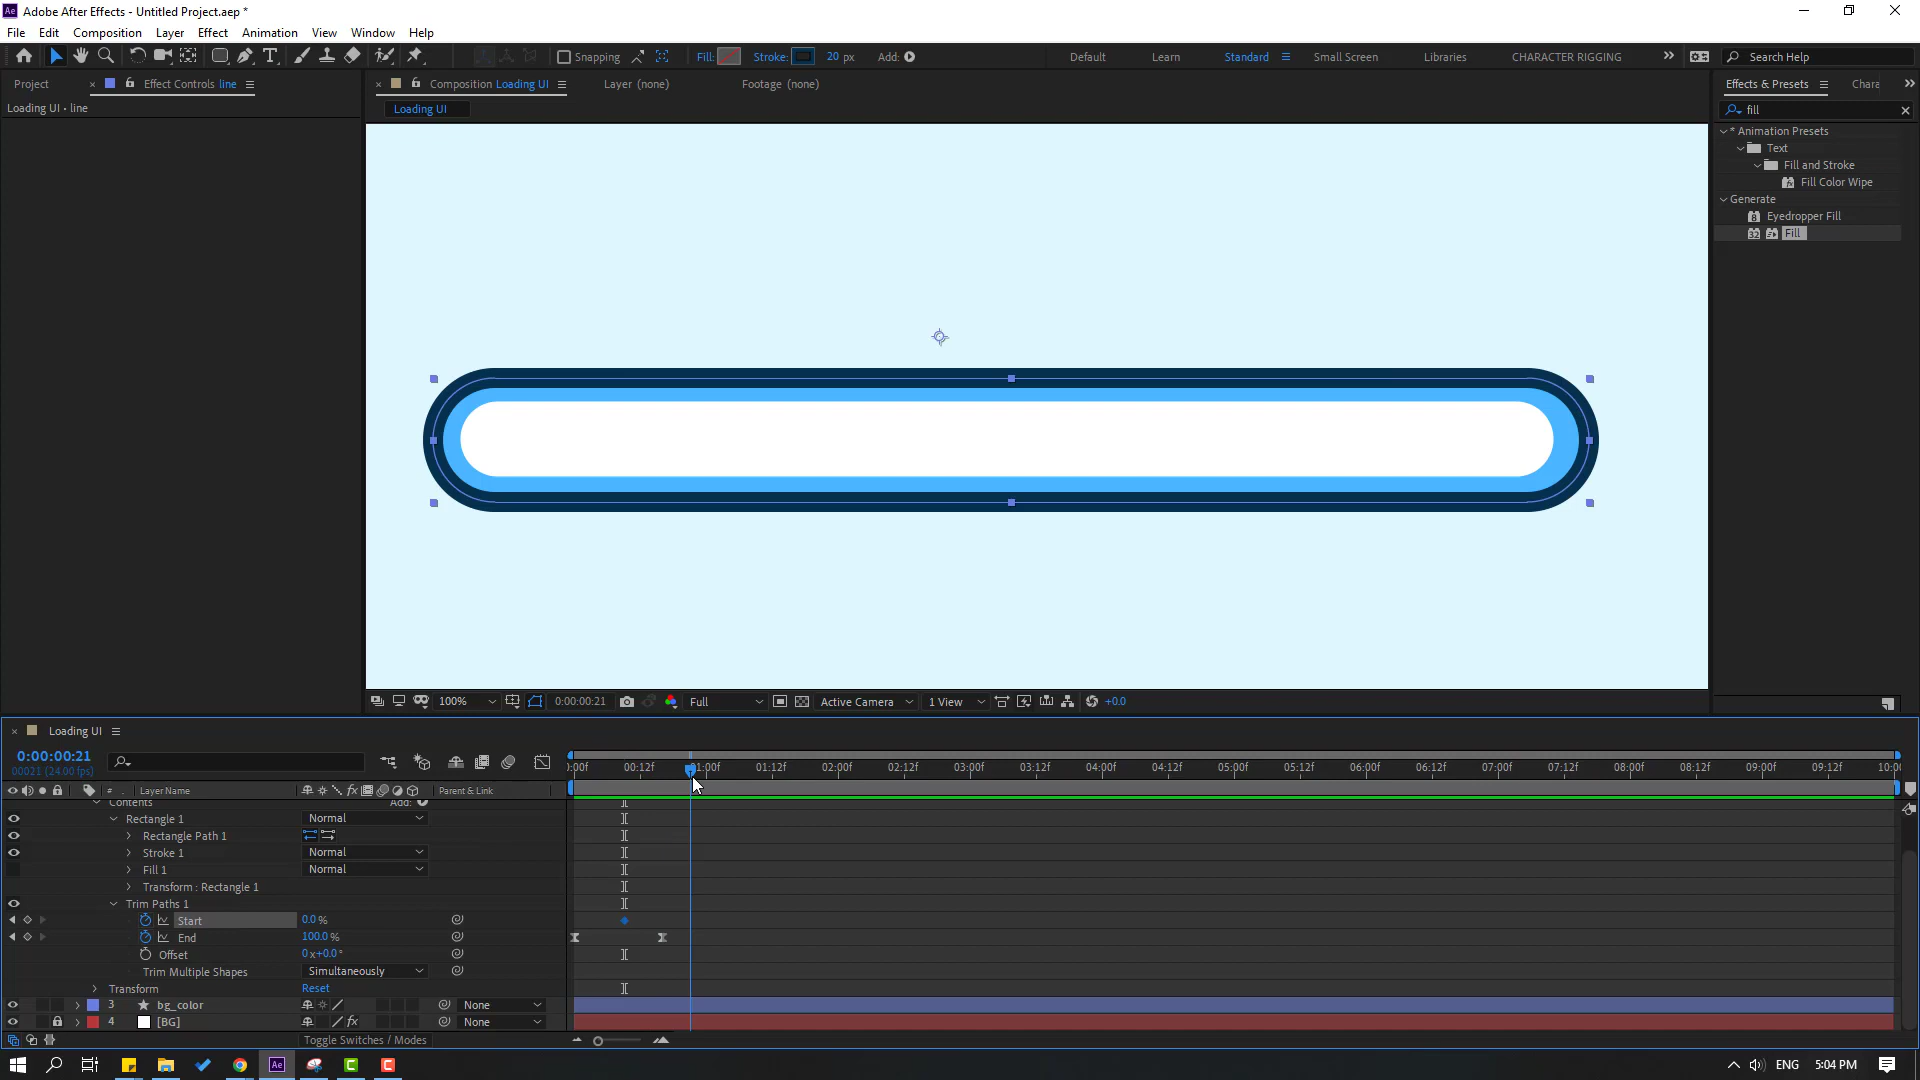 Adobe After Effects - Untitled Project.aep *
File Edit Composition Layer Effect Animation View Window Help
Snapping Fill: Stroke: 20 px Add: Default Learn Standard Small Screen Libraries CHARACTER RIGGING Search Help
Project Effect Controls line Composition Loading UI Layer (none) Footage (none) Effects & Presets Chara
Loading UI • line Loading UI fill
* Animation Presets
Text
Fill and Stroke
Fill Color Wipe
Generate
Eyedropper Fill
Fill
100% 0:00:00:21 Full Active Camera 1 View +0.0
Loading UI
0:00:00:21
00021 (24.00 fps)
):00f 00:12f 01:00f 01:12f 02:00f 02:12f 03:00f 03:12f 04:00f 04:12f 05:00f 05:12f 06:00f 06:12f 07:00f 07:12f 08:00f 08:12f 09:00f 09:12f 10:00
# . Layer Name Parent & Link
Contents Add:
Rectangle 1 Normal
Rectangle Path 1
Stroke 1 Normal
Fill 1 Normal
Transform : Rectangle 1
Trim Paths 1
Start 0.0 %
End 100.0 %
Offset 0 x+0.0 °
Trim Multiple Shapes Simultaneously
Transform Reset
3 bg_color None
4 [BG] None
Toggle Switches / Modes
ENG 5:04 PM